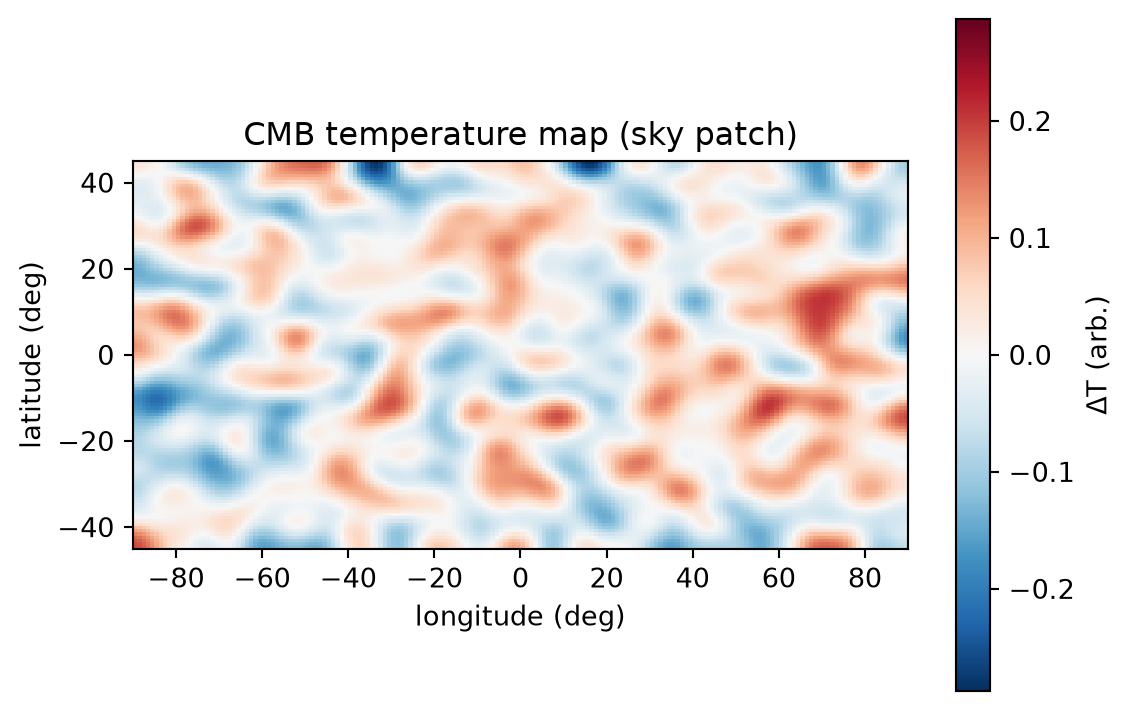 CMB temperature map (sky patch)
40
20
0
−20
−40
latitude (deg)
−80 −60 −40 −20 0 20 40 60 80
longitude (deg)
0.2
0.1
0.0
−0.1
−0.2
ΔT (arb.)